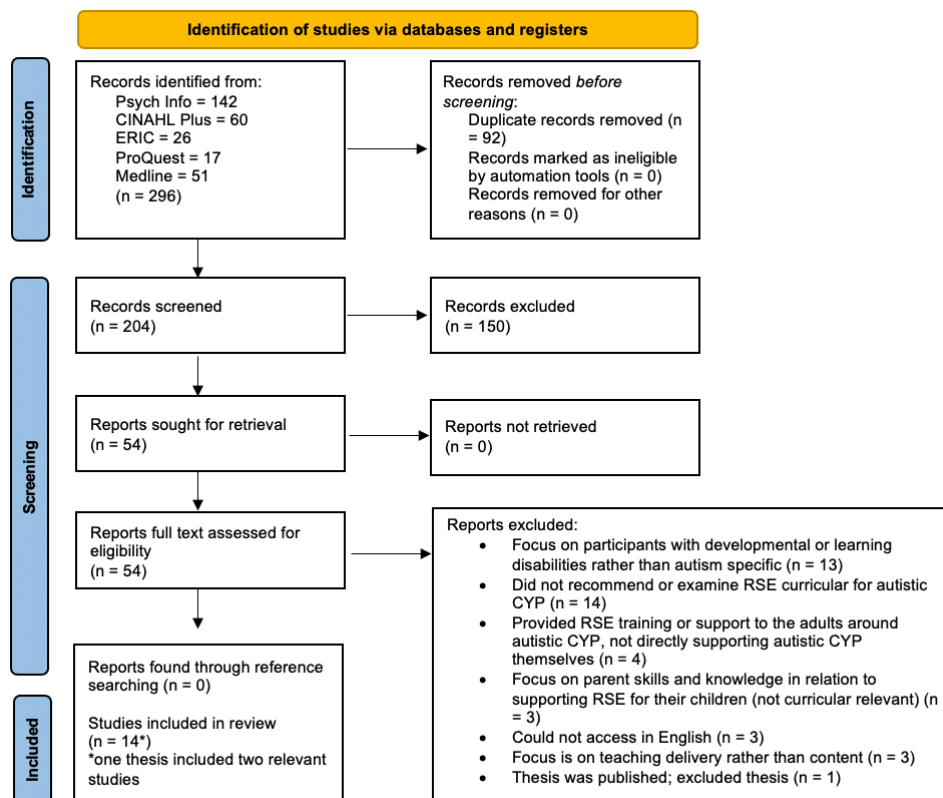 Identification of studies via databases and registers
Identification
Records identified from:
Psych Info = 142
CINAHL Plus = 60
ERIC = 26
ProQuest = 17
Medline = 51
(n = 296)
Records removed before
screening:
Duplicate records removed (n
= 92)
Records marked as ineligible
by automation tools (n = 0)
Records removed for other
reasons (n = 0)
Screening
Records screened
(n = 204)
Records excluded
(n = 150)
Reports sought for retrieval
(n = 54)
Reports not retrieved
(n = 0)
Reports full text assessed for
eligibility
(n = 54)
Reports excluded:
• Focus on participants with developmental or learning
disabilities rather than autism specific (n = 13)
• Did not recommend or examine RSE curricular for autistic
CYP (n = 14)
• Provided RSE training or support to the adults around
autistic CYP, not directly supporting autistic CYP
themselves (n = 4)
• Focus on parent skills and knowledge in relation to
supporting RSE for their children (not curricular relevant) (n
= 3)
• Could not access in English (n = 3)
• Focus is on teaching delivery rather than content (n = 3)
• Thesis was published; excluded thesis (n = 1)
Included
Reports found through reference
searching (n = 0)
Studies included in review
(n = 14*)
*one thesis included two relevant
studies